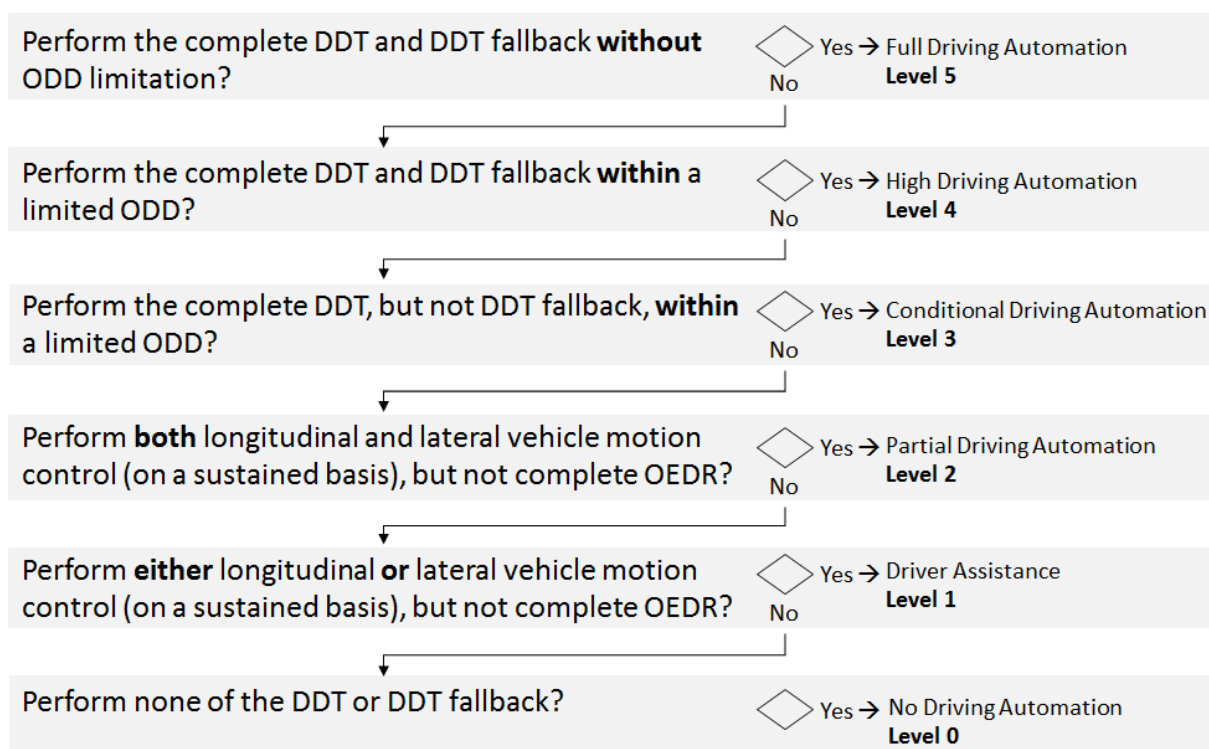 Perform the complete DDT and DDT fallback without
ODD limitation?
Yes → Full Driving Automation
Level 5
No
Perform the complete DDT and DDT fallback within a
limited ODD?
Yes → High Driving Automation
Level 4
No
Perform the complete DDT, but not DDT fallback, within
a limited ODD?
Yes → Conditional Driving Automation
Level 3
No
Perform both longitudinal and lateral vehicle motion
control (on a sustained basis), but not complete OEDR?
Yes → Partial Driving Automation
Level 2
No
Perform either longitudinal or lateral vehicle motion
control (on a sustained basis), but not complete OEDR?
Yes → Driver Assistance
Level 1
No
Perform none of the DDT or DDT fallback?
Yes → No Driving Automation
Level 0